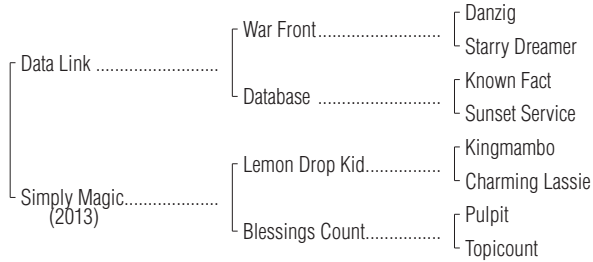 Danzig
War Front..........................
Starry Dreamer
Data Link ..........................
Known Fact
Database ..........................
Sunset Service
Kingmambo
Lemon Drop Kid................
Charming Lassie
Simply Magic....................
(2013)
Pulpit
Blessings Count................
Topicount